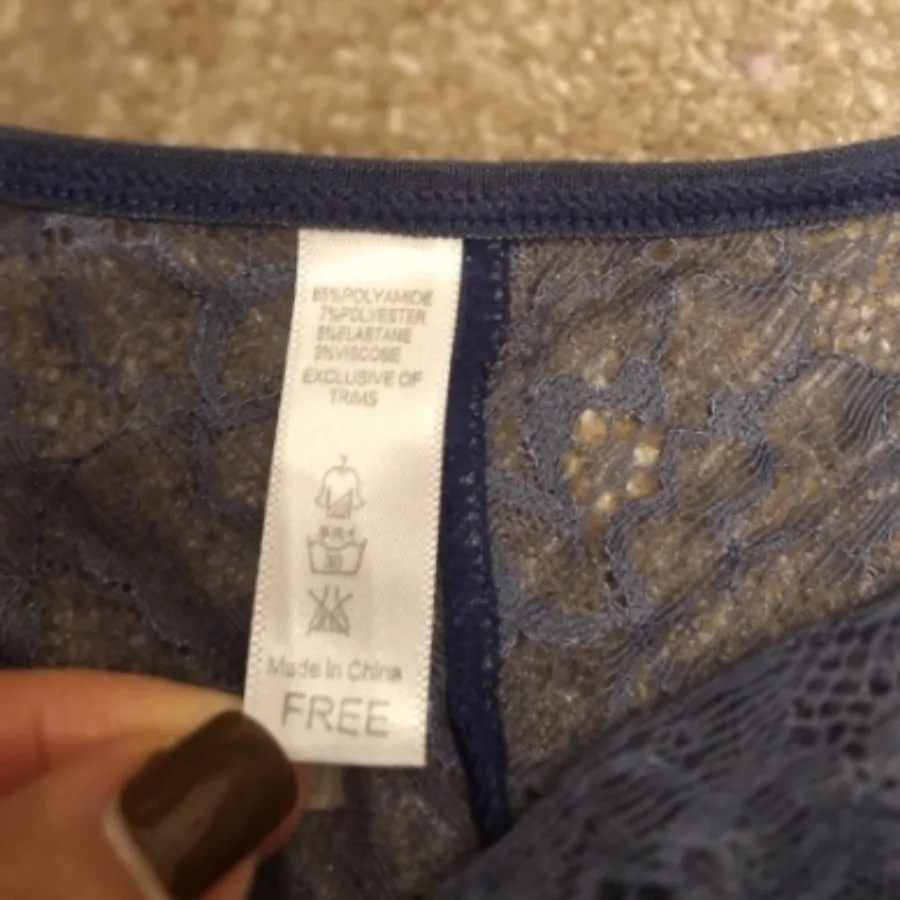 85%POLYAMIDE
7%POLYESTER
5%ELASTANE
3%VISCOSE
EXCLUSIVE OF
TRIMS
Made In China
FREE